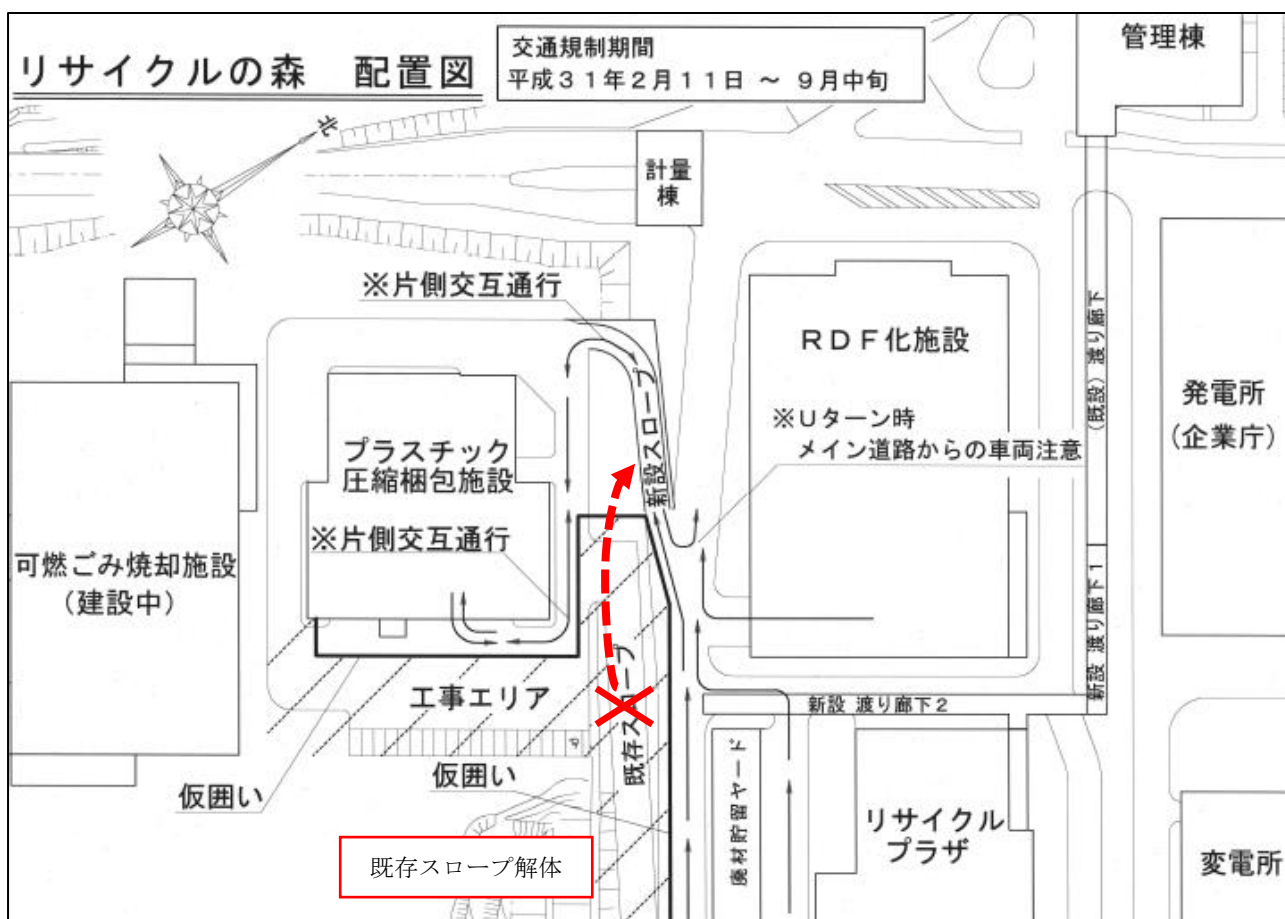 リサイクルの森 配置図
交通規制期間
平成31年2月11日 ~ 9月中旬
管理棟
北
計量
棟
※片側交互通行
RDF化施設
(既設) 渡り廊下
発電所
(企業庁)
新設スロープ
※Uターン時
メイン道路からの車両注意
プラスチック
圧縮梱包施設
※片側交互通行
可燃ごみ焼却施設
(建設中)
新設 渡り廊下1
工事エリア
既存スロープ
新設 渡り廊下2
仮囲い
仮囲い
廃材貯留ヤード
リサイクル
プラザ
変電所
既存スロープ解体